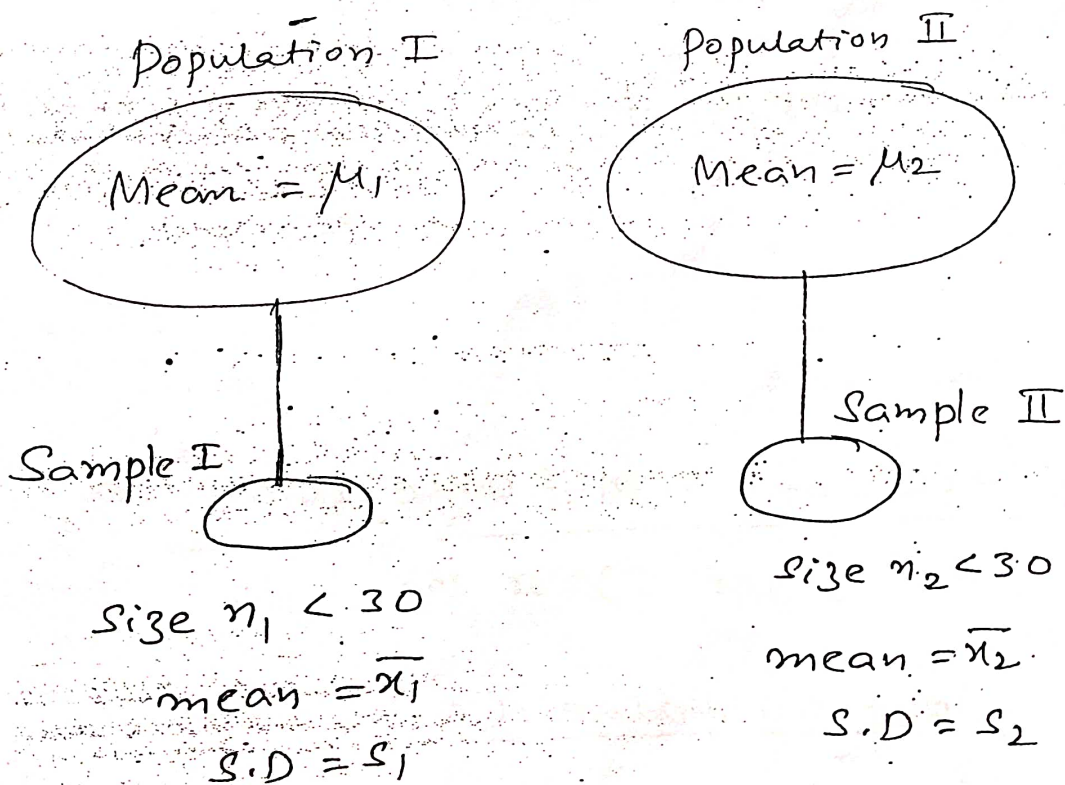 Population I
Mean = μ₁
Sample I
Size n₁ < 30
mean = x̄₁
S.D = S₁
Population II
Mean = μ₂
Sample II
Size n₂ < 30
mean = x̄₂
S.D = S₂